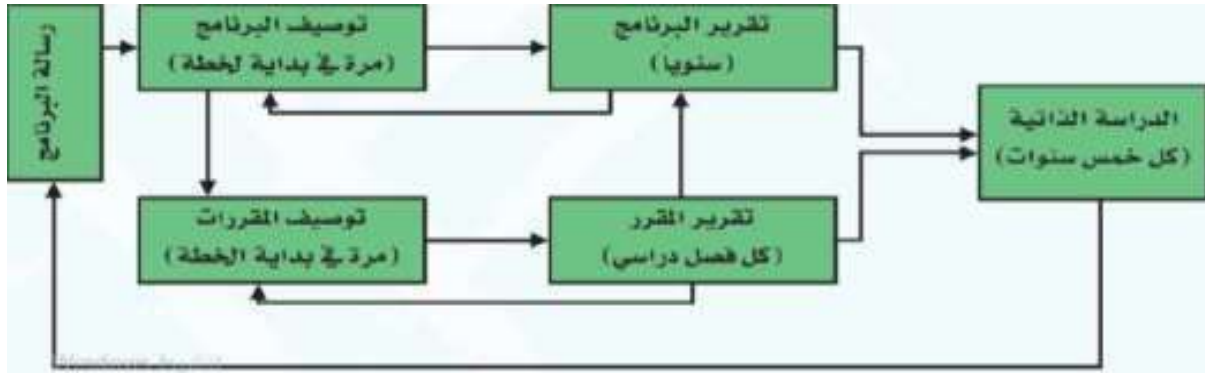 رسالة البرنامج
توصيف البرنامج
(مرة في بداية لخطة)
تقرير البرنامج
(سنويا)
الدراسة الذاتية
(كل خمس سنوات)
توصيف المقررات
(مرة في بداية الخطة)
تقرير المقرر
(كل فصل دراسي)